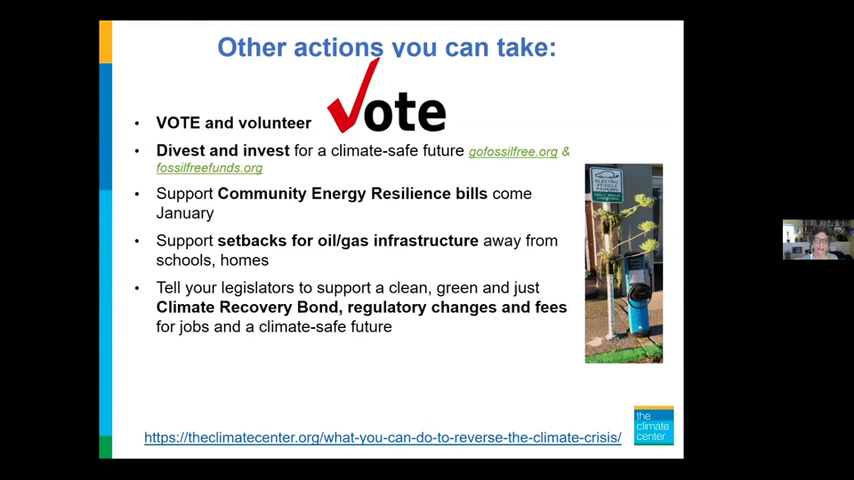 Other actions you can take:
Vote
• VOTE and volunteer
• Divest and invest for a climate-safe future gofossilfree.org &
fossilfreefunds.org
• Support Community Energy Resilience bills come
January
• Support setbacks for oil/gas infrastructure away from
schools, homes
• Tell your legislators to support a clean, green and just
Climate Recovery Bond, regulatory changes and fees
for jobs and a climate-safe future
ELECTRIC
VEHICLE
https://theclimatecenter.org/what-you-can-do-to-reverse-the-climate-crisis/
the
climate
center